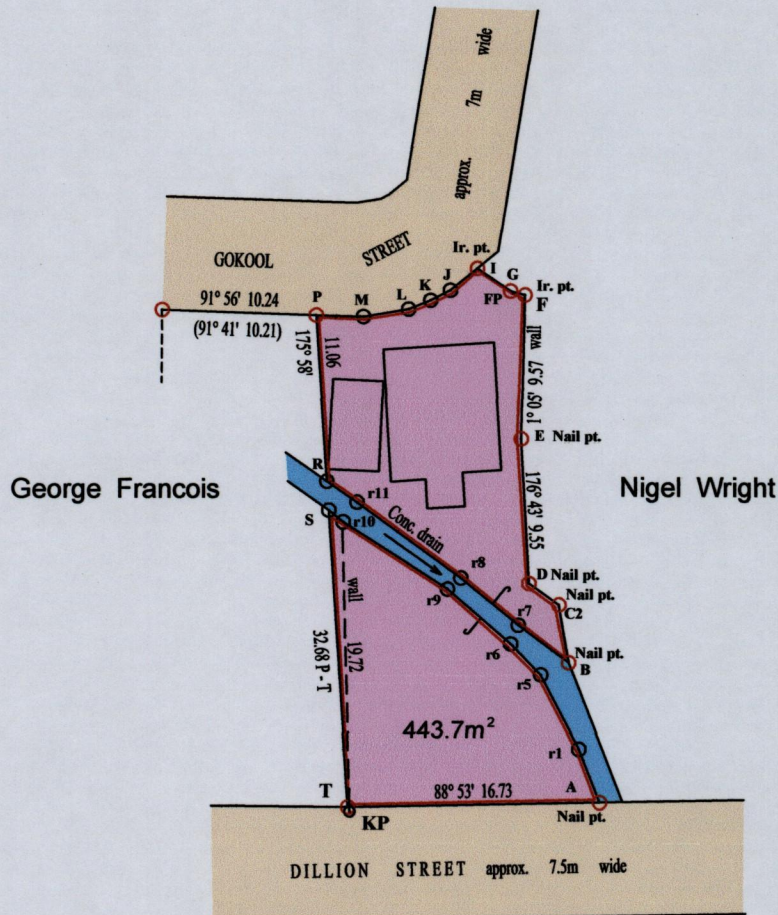 wide
7m
approx.
GOKOOL
STREET
Ir. pt.
I
G
FP
Ir. pt.
F
J
K
L
M
P
91° 56' 10.24
(91° 41' 10.21)
175° 58'
11.06
wall
1° 05' 9.57
E Nail pt.
176° 43' 9.55
George Francois
Nigel Wright
R
r11
Conc. drain
S
r10
r8
r9
D Nail pt.
Nail pt.
C2
r7
r6
Nail pt.
B
r5
wall
19.72
32.68 P - T
443.7m²
r1
88° 53' 16.73
A
T
KP
Nail pt.
DILLION STREET approx. 7.5m wide